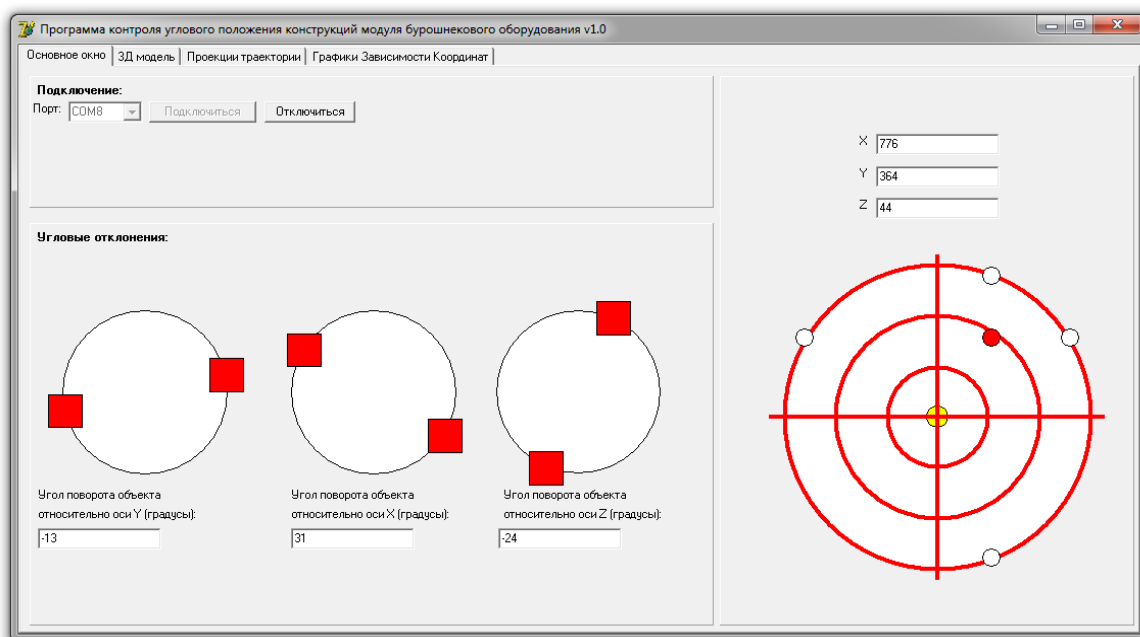 Программа контроля углового положения конструкций модуля бурошнекового оборудования v1.0
Основное окно 3Д модель Проекции траектории Графики Зависимости Координат
Подключение:
Порт: COM8 Подключиться Отключиться
X 776
Y 364
Z 44
Угловые отклонения:
Угол поворота объекта
относительно оси Y (градусы):
-13
Угол поворота объекта
относительно оси X (градусы):
31
Угол поворота объекта
относительно оси Z (градусы):
-24